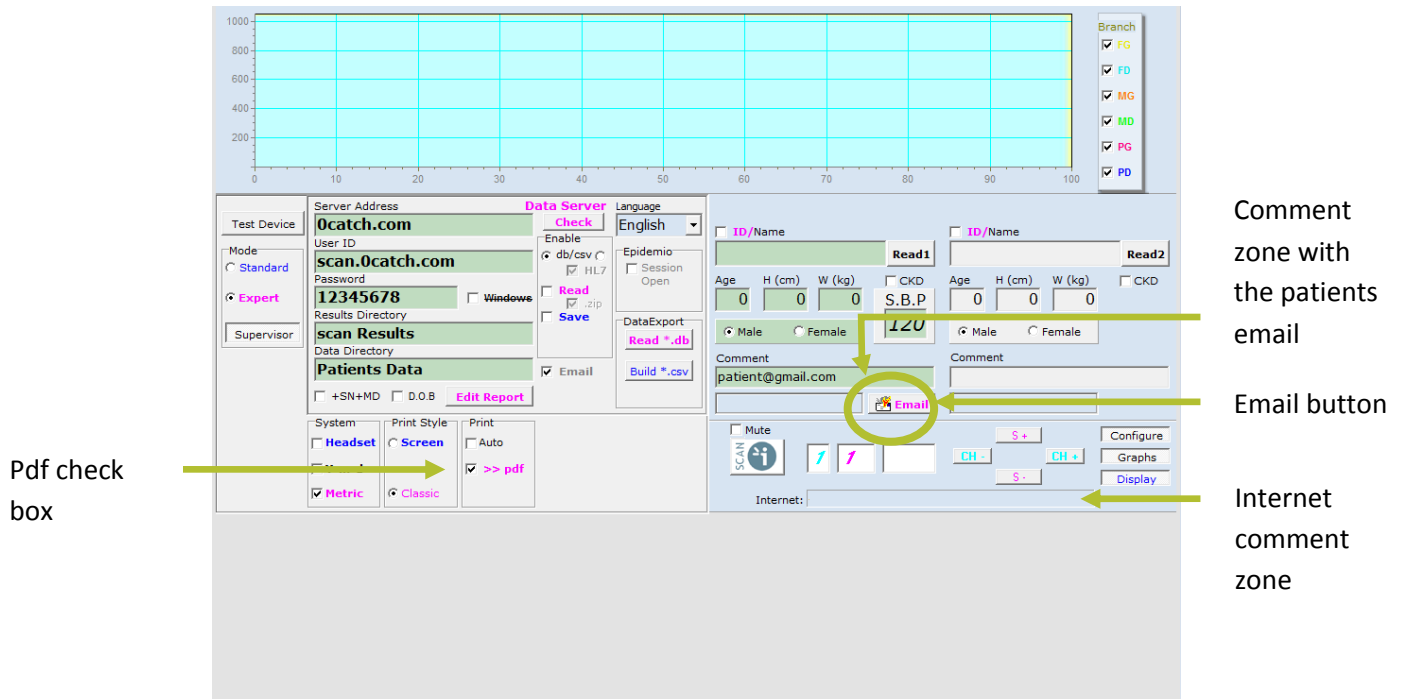 1000
800
600
400
200
0 10 20 30 40 50 60 70 80 90 100
Branch
FG
FD
MG
MD
PG
PD
Test Device
Mode
Standard
Expert
Supervisor
Server Address
Data Server
0catch.com
Check
User ID
scan.0catch.com
Password
12345678
Windows
Results Directory
scan Results
Data Directory
Patients Data
+SN+MD D.O.B Edit Report
Enable
db/csv
HL7
Read
.zip
Save
Email
Language
English
Epidemio
Session
Open
DataExport
Read *.db
Build *.csv
ID/Name
Read1
Age H (cm) W (kg) CKD
0 0 0 S.B.P
120
Male Female
Comment
patient@gmail.com
Email
ID/Name
Read2
Age H (cm) W (kg) CKD
0 0 0
Male Female
Comment
System
Headset
Metric
Print Style
Screen
Classic
Print
Auto
>> pdf
Mute
SCAN
1 1
S +
CH - CH +
S -
Configure
Graphs
Display
Internet:
Pdf check
box
Comment
zone with
the patients
email
Email button
Internet
comment
zone